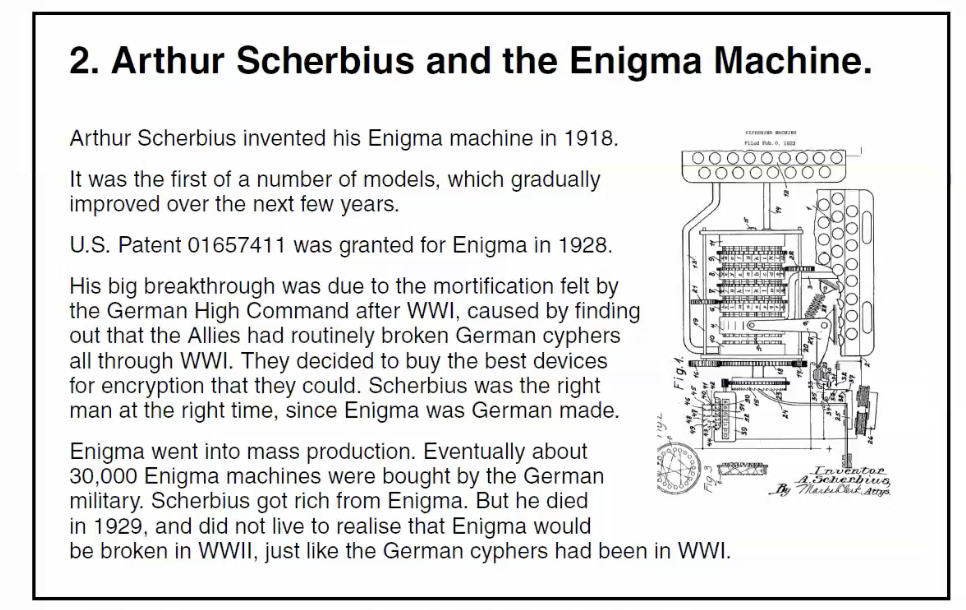 2. Arthur Scherbius and the Enigma Machine.
Arthur Scherbius invented his Enigma machine in 1918.
It was the first of a number of models, which gradually
improved over the next few years.
U.S. Patent 01657411 was granted for Enigma in 1928.
His big breakthrough was due to the mortification felt by
the German High Command after WWI, caused by finding
out that the Allies had routinely broken German cyphers
all through WWI. They decided to buy the best devices
for encryption that they could. Scherbius was the right
man at the right time, since Enigma was German made.
Enigma went into mass production. Eventually about
30,000 Enigma machines were bought by the German
military. Scherbius got rich from Enigma. But he died
in 1929, and did not live to realise that Enigma would
be broken in WWII, just like the German cyphers had been in WWI.
CIPHERING MACHINE
Filed Feb. 6, 1923
Fig. 1.
Fig. 3
Inventor
A. Scherbius
By
Attys.